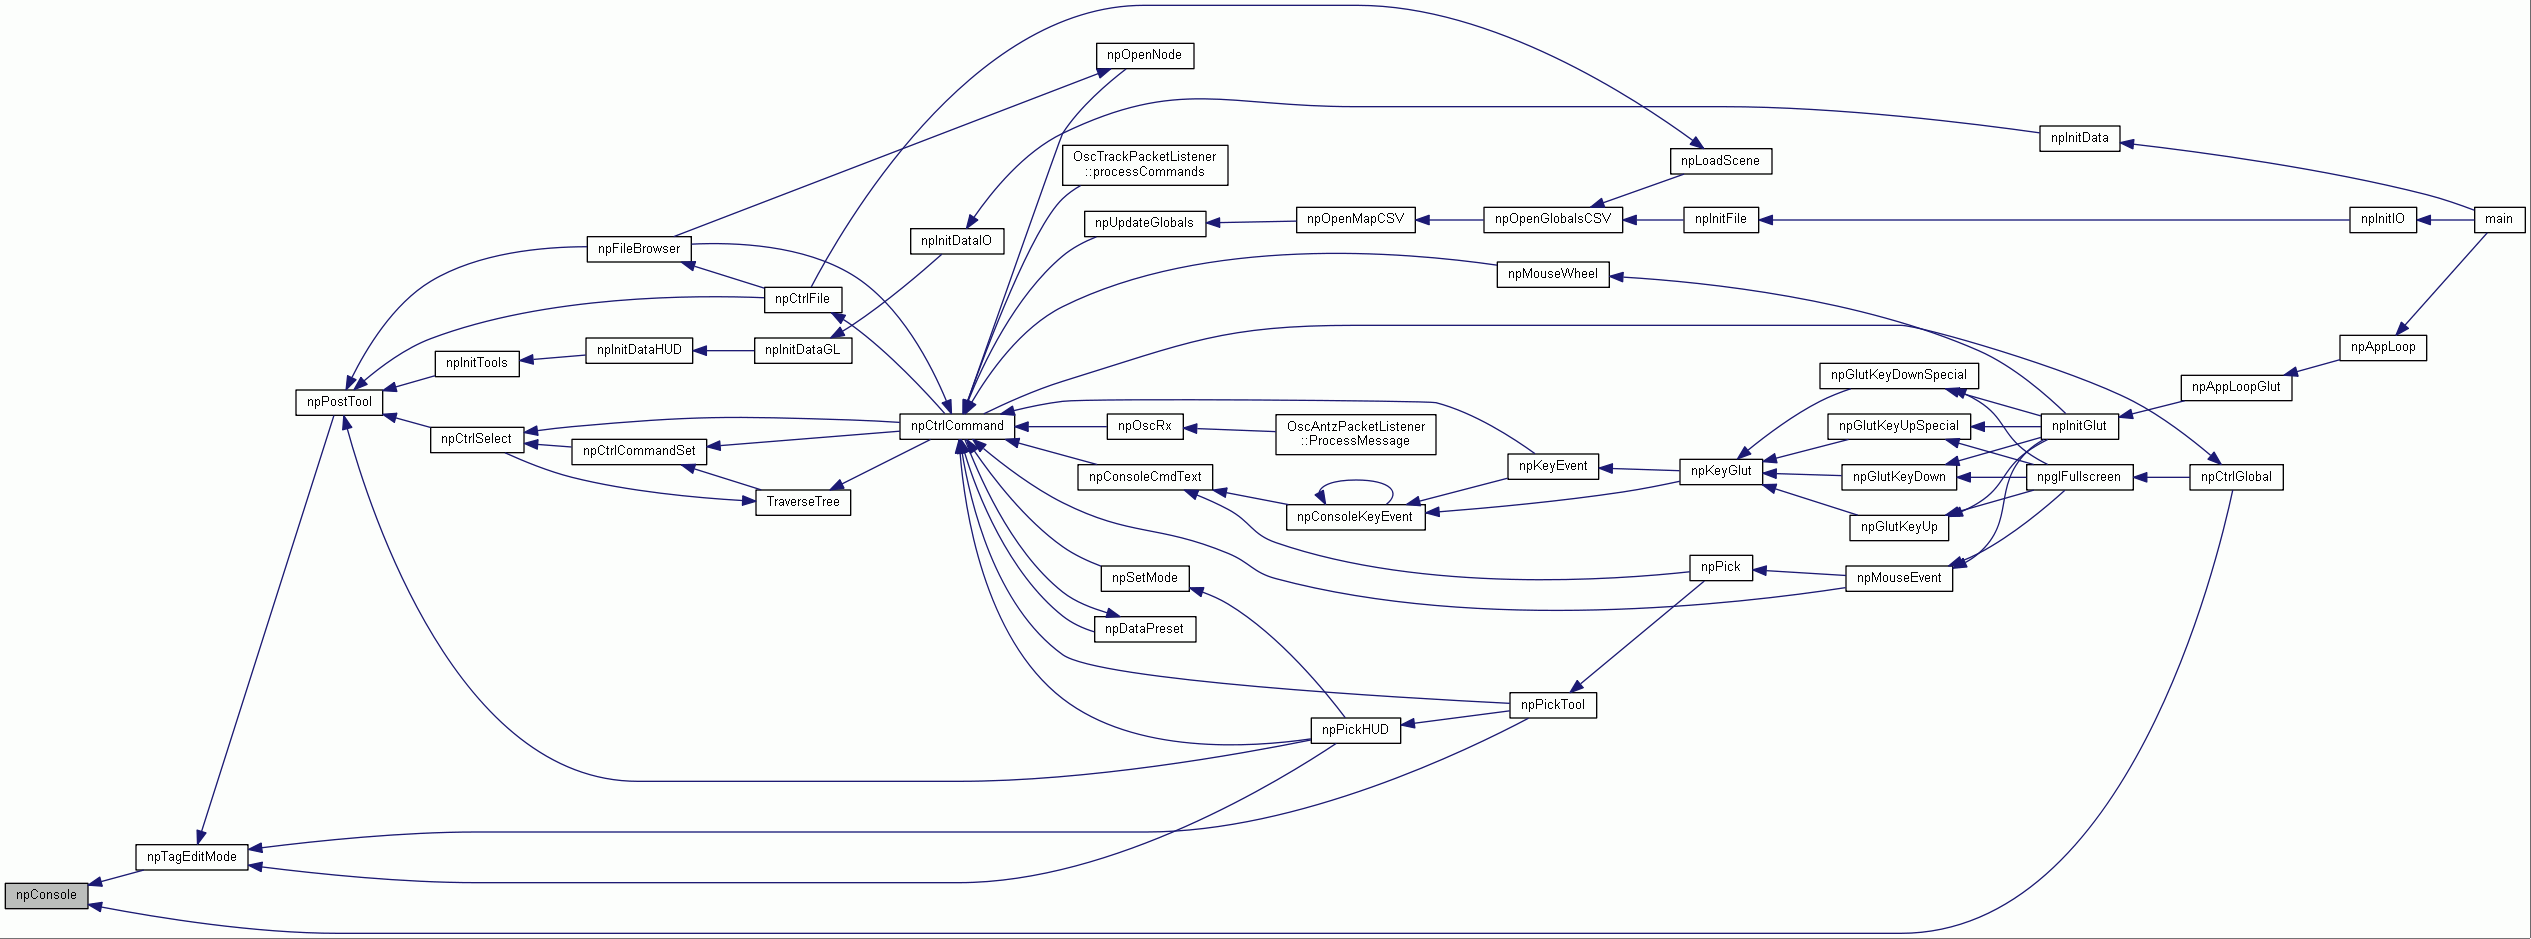 npOpenNode
npInitData
OscTrackPacketListener
::processCommands
npLoadScene
npUpdateGlobals
npOpenMapCSV
npOpenGlobalsCSV
npInitFile
npInitIO
main
npFileBrowser
npInitDataIO
npMouseWheel
npCtrlFile
npInitTools
npInitDataHUD
npInitDataGL
npAppLoop
npGlutKeyDownSpecial
npAppLoopGlut
npPostTool
npCtrlSelect
npCtrlCommandSet
npCtrlCommand
npOscRx
OscAntzPacketListener
::ProcessMessage
npGlutKeyUpSpecial
npInitGlut
TraverseTree
npConsoleCmdText
npKeyEvent
npKeyGlut
npGlutKeyDown
npglFullscreen
npCtrlGlobal
npConsoleKeyEvent
npGlutKeyUp
npSetMode
npPick
npMouseEvent
npDataPreset
npPickTool
npPickHUD
npTagEditMode
npConsole